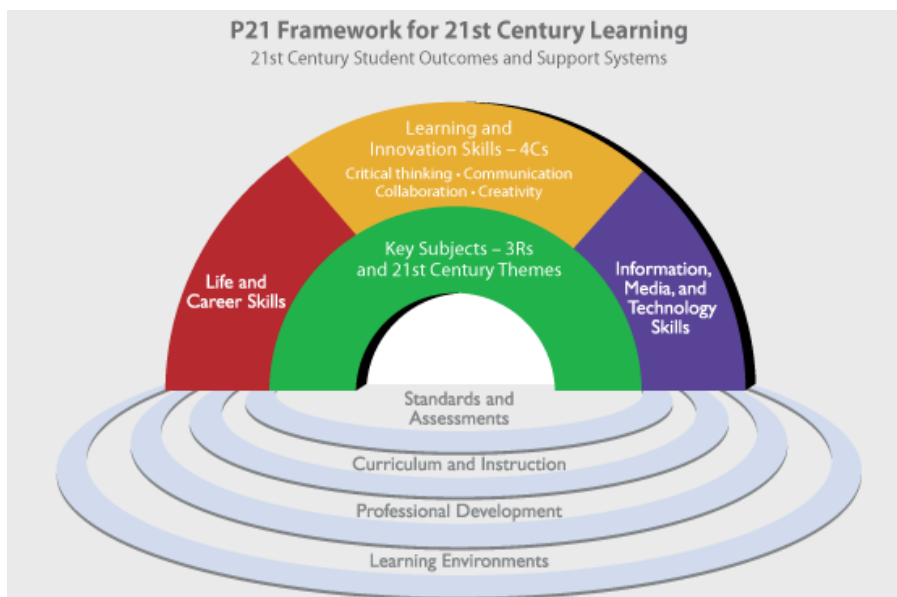 P21 Framework for 21st Century Learning
21st Century Student Outcomes and Support Systems
Learning and
Innovation Skills – 4Cs
Critical thinking • Communication
Collaboration • Creativity
Key Subjects – 3Rs
and 21st Century Themes
Life and
Career Skills
Information,
Media, and
Technology
Skills
Standards and
Assessments
Curriculum and Instruction
Professional Development
Learning Environments